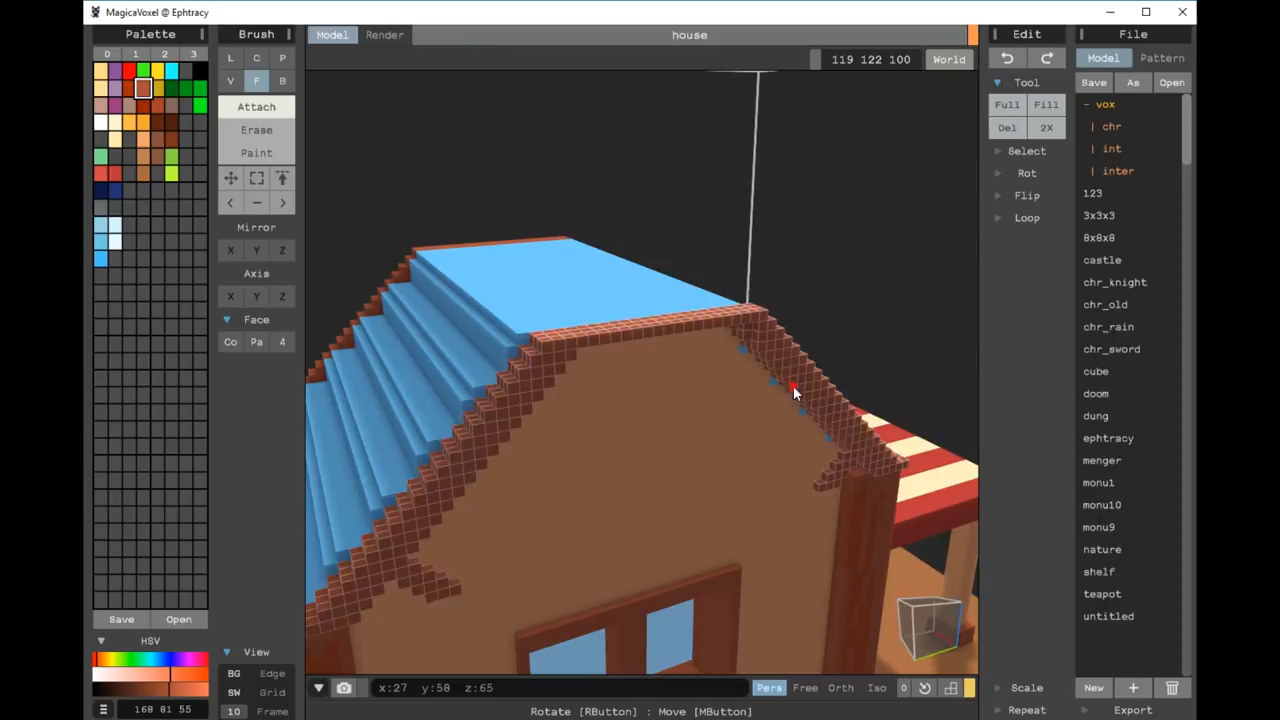 MagicaVoxel @ Ephtracy
Palette
0 1 2 3
Save Open
HSV
168 81 55
Brush
L C P
V F B
Attach
Erase
Paint
Mirror
X Y Z
Axis
X Y Z
Face
Co Pa 4
View
BG Edge
SW Grid
10 Frame
Model Render house
119 122 100 World
x:27 y:50 z:65
Pers Free Orth Iso 0
Rotate [RButton] : Move [MButton]
Edit
Tool
Full Fill
Del 2X
Select
Rot
Flip
Loop
Scale
Repeat
File
Model Pattern
Save As Open
- vox
| chr
| int
| inter
123
3x3x3
8x8x8
castle
chr_knight
chr_old
chr_rain
chr_sword
cube
doom
dung
ephtracy
menger
monu1
monu10
monu9
nature
shelf
teapot
untitled
New +
Export